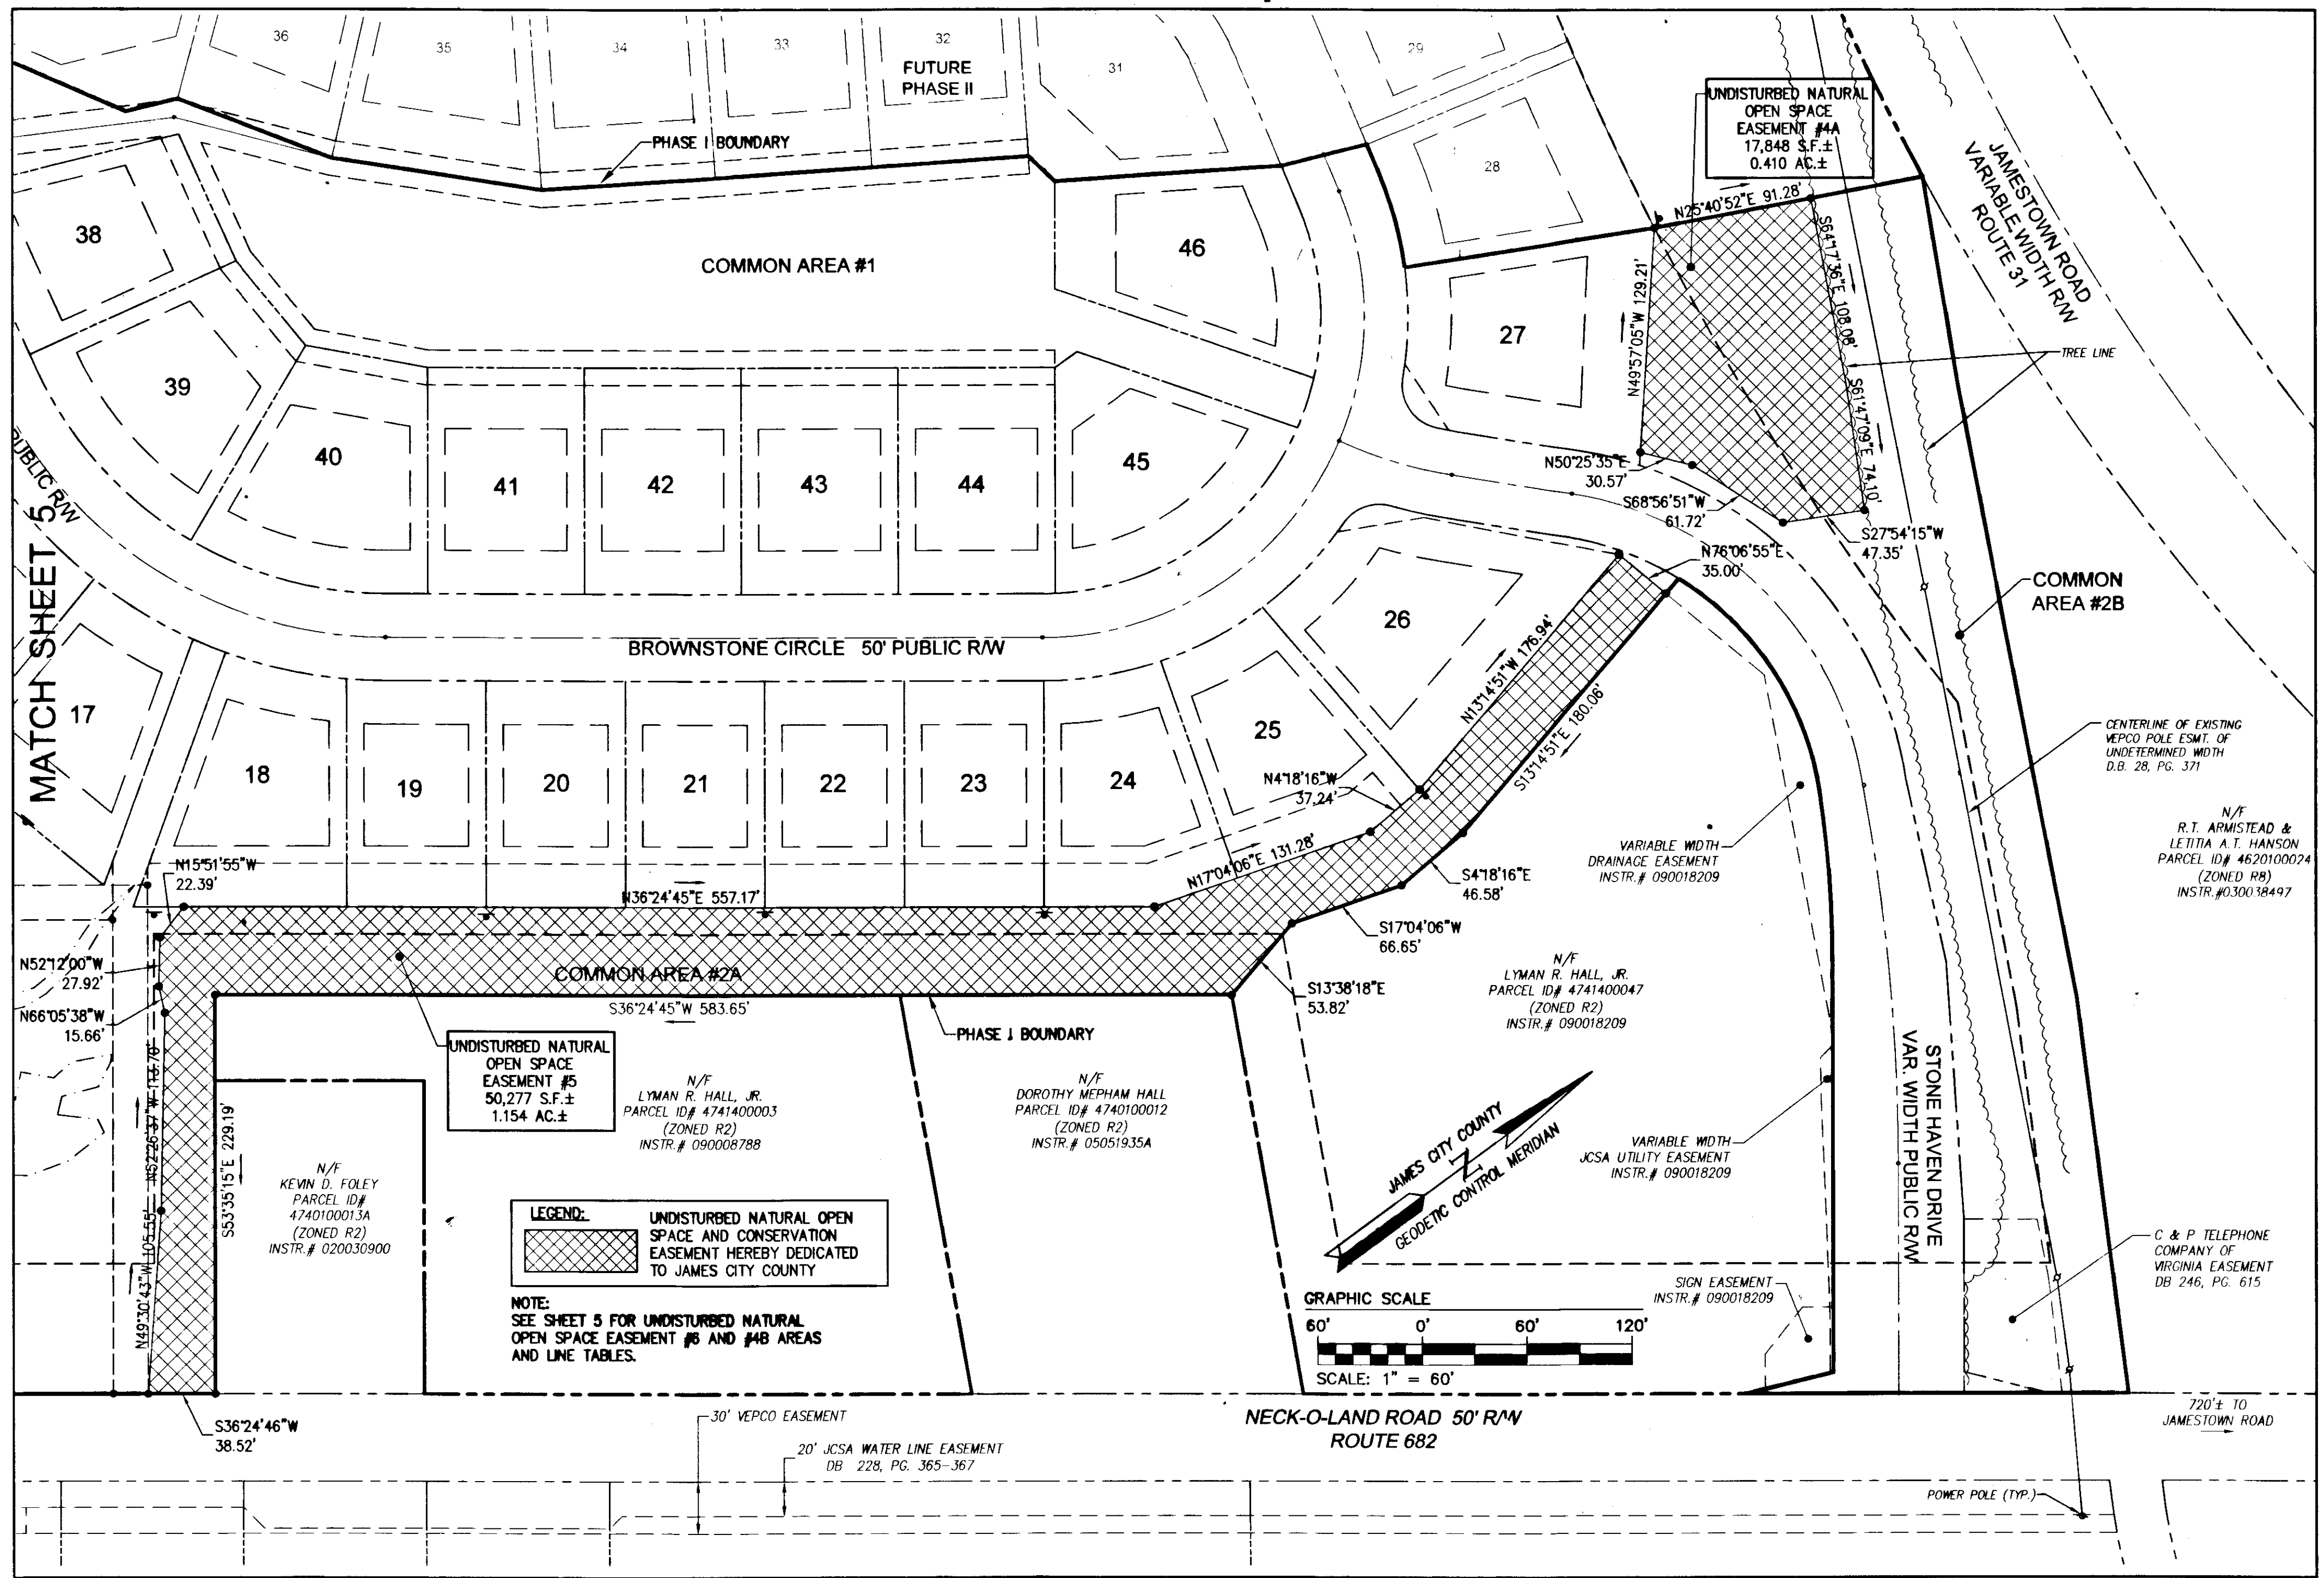 36
35
34
33
32
FUTURE
PHASE II
31
29
28
UNDISTURBED NATURAL
OPEN SPACE
EASEMENT #4A
17,848 S.F.±
0.410 AC.±
JAMESTOWN ROAD
VARIABLE WIDTH R/W
ROUTE 31
PHASE I BOUNDARY
38
COMMON AREA #1
46
N25°40'52"E 91.28'
S64°17'36"E 108.08'
N49°57'05"W 129.21'
27
TREE LINE
39
S61°47'09"E 74.10'
40
41
42
43
44
45
PUBLIC R/W
N50°25'35"E
30.57'
S68°56'51"W
61.72'
S27°54'15"W
47.35'
N76°06'55"E
35.00'
MATCH SHEET 5
COMMON
AREA #2B
26
BROWNSTONE CIRCLE 50' PUBLIC R/W
N13°14'51"W 176.94'
S13°14'51"E 180.06'
17
18
19
20
21
22
23
24
25
N4°18'16"W
37.24'
CENTERLINE OF EXISTING
VEPCO POLE ESMT. OF
UNDETERMINED WIDTH
D.B. 28, PG. 371
N/F
R.T. ARMISTEAD &
LETITIA A.T. HANSON
PARCEL ID# 4620100024
(ZONED R8)
INSTR.#030038497
VARIABLE WIDTH
DRAINAGE EASEMENT
INSTR.# 090018209
N15°51'55"W
22.39'
N36°24'45"E 557.17'
N17°04'06"E 131.28'
S4°18'16"E
46.58'
S17°04'06"W
66.65'
N52°12'00"W
27.92'
COMMON AREA #2A
S36°24'45"W 583.65'
S13°38'18"E
53.82'
N/F
LYMAN R. HALL, JR.
PARCEL ID# 4741400047
(ZONED R2)
INSTR.# 090018209
N66°05'38"W
15.66'
PHASE I BOUNDARY
UNDISTURBED NATURAL
OPEN SPACE
EASEMENT #5
50,277 S.F.±
1.154 AC.±
N/F
LYMAN R. HALL, JR.
PARCEL ID# 4741400003
(ZONED R2)
INSTR.# 090008788
N/F
DOROTHY MEPHAM HALL
PARCEL ID# 4740100012
(ZONED R2)
INSTR.# 05051935A
N52°26'37"W
S53°35'15"E 229.19'
N49°30'43"W 105.55'
N/F
KEVIN D. FOLEY
PARCEL ID#
4740100013A
(ZONED R2)
INSTR.# 020030900
JAMES CITY COUNTY
N
GEODETIC CONTROL MERIDIAN
VARIABLE WIDTH
JCSA UTILITY EASEMENT
INSTR.# 090018209
STONE HAVEN DRIVE
VAR. WIDTH PUBLIC R/W
LEGEND:
UNDISTURBED NATURAL OPEN
SPACE AND CONSERVATION
EASEMENT HEREBY DEDICATED
TO JAMES CITY COUNTY
C & P TELEPHONE
COMPANY OF
VIRGINIA EASEMENT
DB 246, PG. 615
SIGN EASEMENT
INSTR.# 090018209
NOTE:
SEE SHEET 5 FOR UNDISTURBED NATURAL
OPEN SPACE EASEMENT #6 AND #4B AREAS
AND LINE TABLES.
GRAPHIC SCALE
60' 0' 60' 120'
SCALE: 1" = 60'
S36°24'46"W
38.52'
30' VEPCO EASEMENT
20' JCSA WATER LINE EASEMENT
DB 228, PG. 365-367
NECK-O-LAND ROAD 50' R/W
ROUTE 682
720'± TO
JAMESTOWN ROAD
POWER POLE (TYP.)